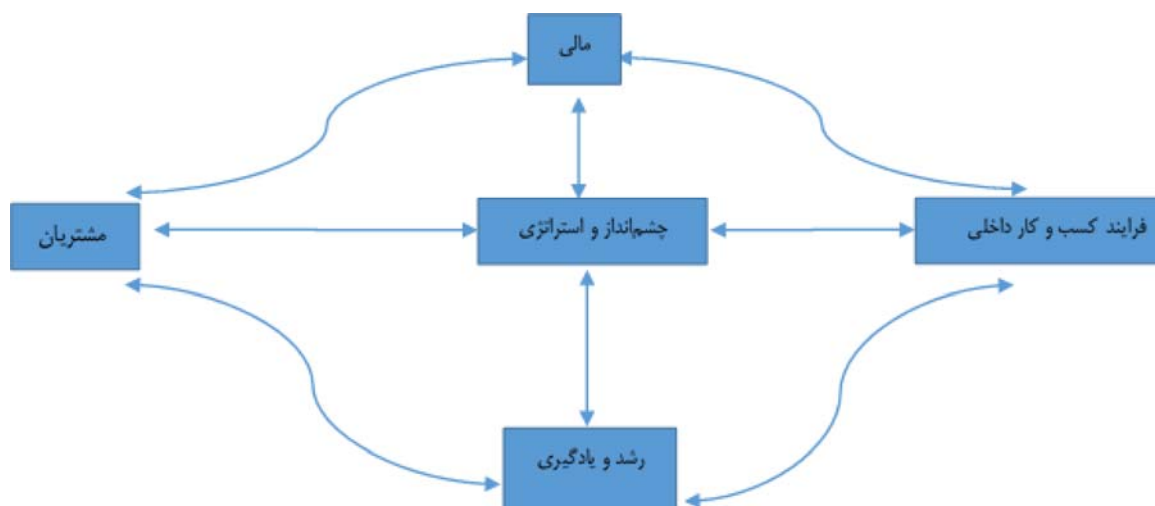 مالی
فرایند کسب و کار داخلی
چشم‌انداز و استراتژی
مشتریان
رشد و یادگیری